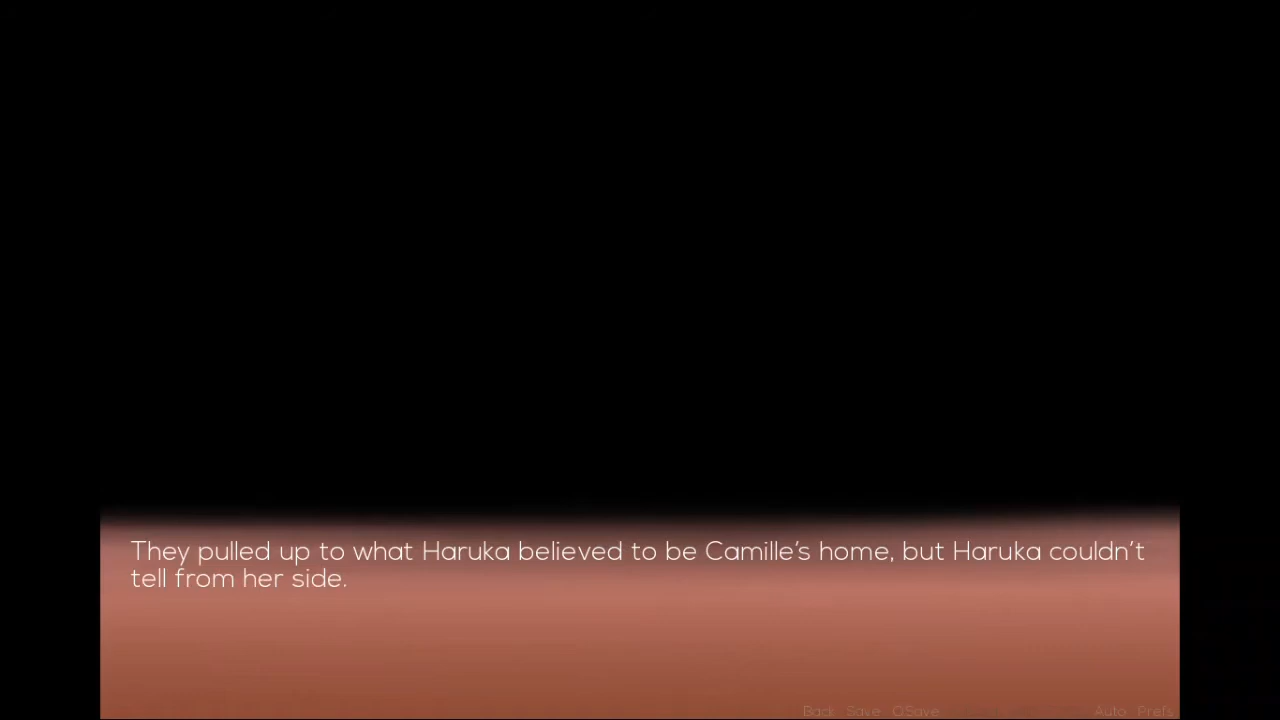 They pulled up to what Haruka believed to be Camille’s home, but Haruka couldn’t
tell from her side.
Back Save Q.Save Auto Prefs